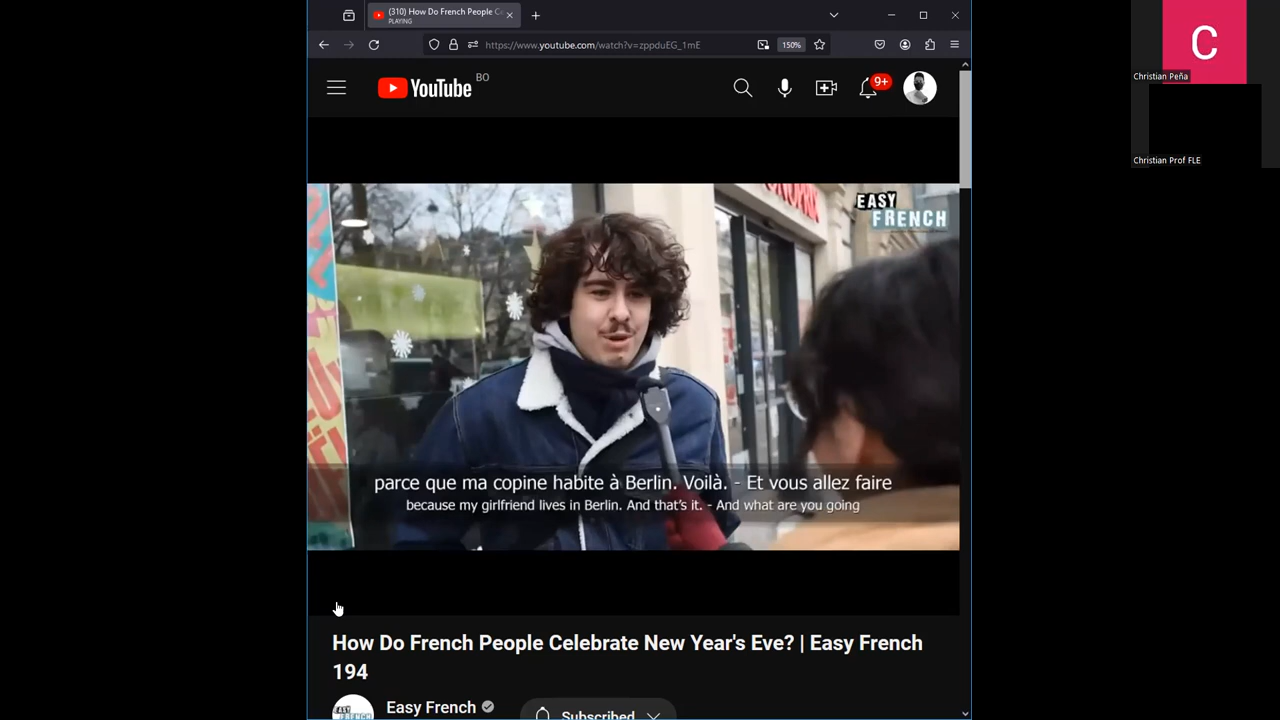 (310) How Do French People Ce
PLAYING
https://www.youtube.com/watch?v=zppduEG_1mE
150%
YouTube
BO
9+
C
Christian Peña
Christian Prof FLE
EASY
FRENCH
parce que ma copine habite à Berlin. Voilà. - Et vous allez faire
because my girlfriend lives in Berlin. And that's it. - And what are you going
How Do French People Celebrate New Year's Eve? | Easy French
194
Easy French
Subscribed